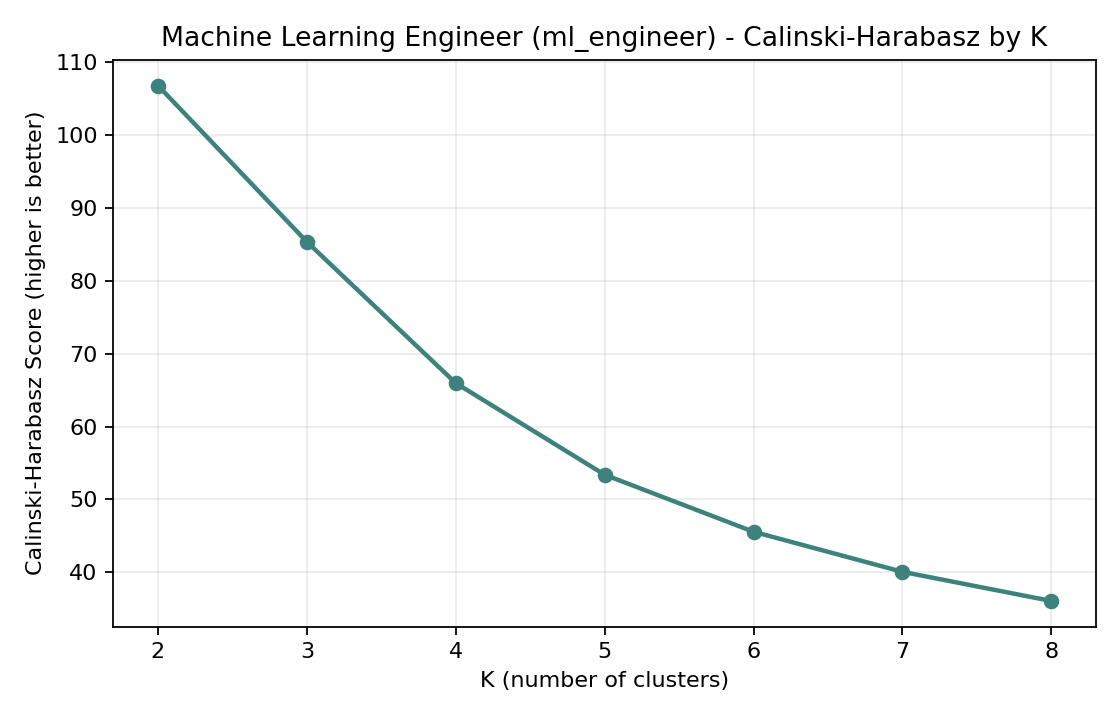 Machine Learning Engineer (ml_engineer) - Calinski-Harabasz by K
Calinski-Harabasz Score (higher is better)
110
100
90
80
70
60
50
40
2 3 4 5 6 7 8
K (number of clusters)